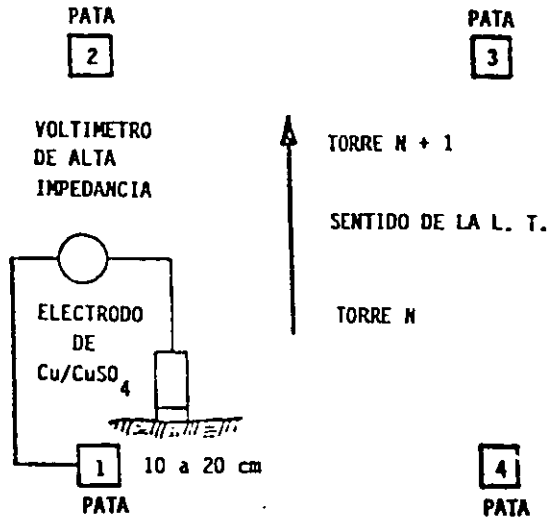 PATA
2
PATA
3
VOLTIMETRO
DE ALTA
IMPEDANCIA
TORRE N + 1
SENTIDO DE LA L. T.
ELECTRODO
DE
Cu/CuSO4
TORRE N
1
10 a 20 cm
PATA
4
PATA